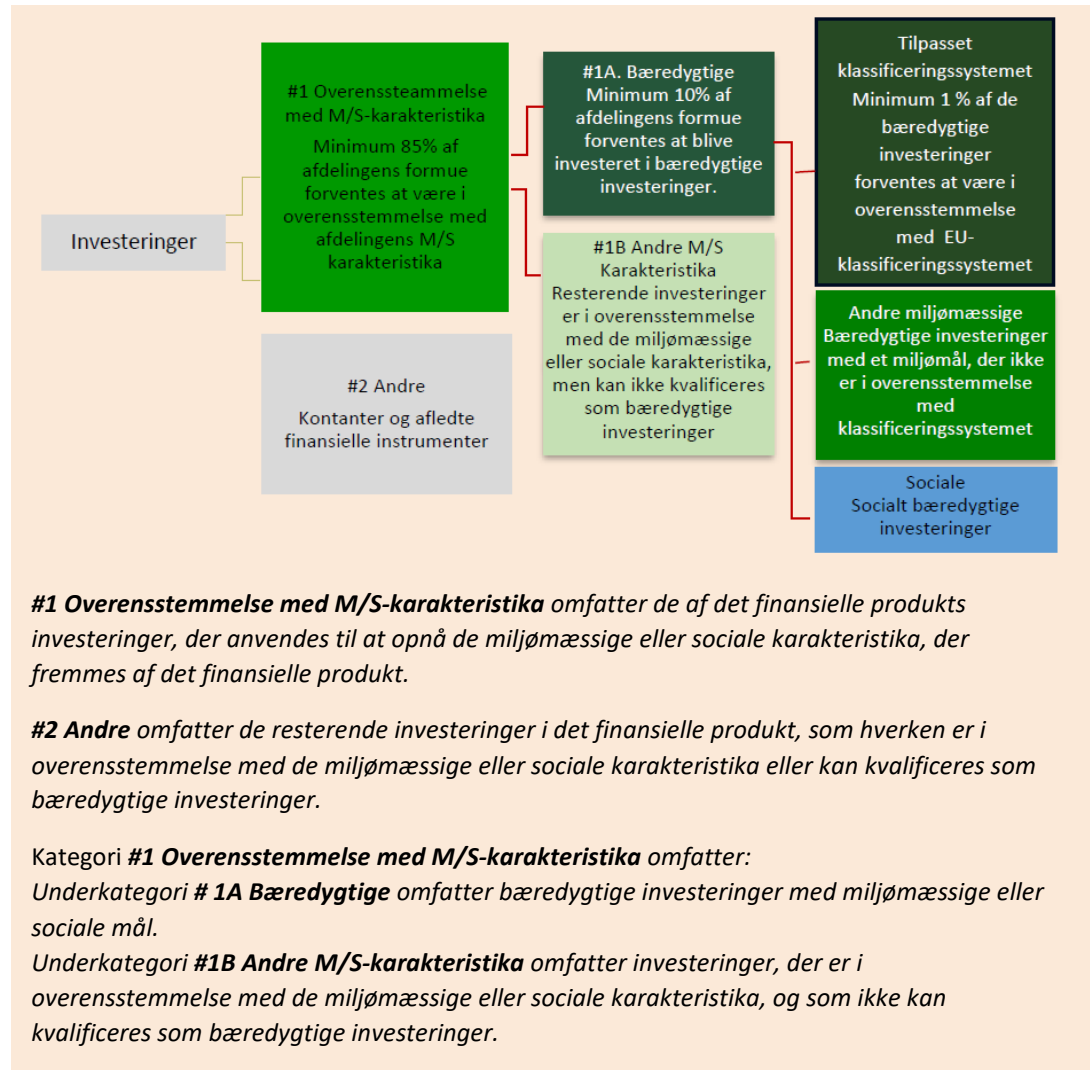 Investeringer
#1 Overenssteammelse
med M/S-karakteristika
Minimum 85% af
afdelingens formue
forventes at være i
overensstemmelse med
afdelingens M/S
karakteristika
#2 Andre
Kontanter og afledte
finansielle instrumenter
#1A. Bæredygtige
Minimum 10% af
afdelingens formue
forventes at blive
investeret i bæredygtige
investeringer.
#1B Andre M/S
Karakteristika
Resterende investeringer
er i overensstemmelse
med de miljømæssige
eller sociale karakteristika,
men kan ikke kvalificeres
som bæredygtige
investeringer
Tilpasset
klassificeringssystemet
Minimum 1 % af de
bæredygtige
investeringer
forventes at være i
overensstemmelse
med EU-
klassificeringssystemet
Andre miljømæssige
Bæredygtige investeringer
med et miljømål, der ikke
er i overensstemmelse
med
klassificeringssystemet
Sociale
Socialt bæredygtige
investeringer
#1 Overensstemmelse med M/S-karakteristika omfatter de af det finansielle produkts
investeringer, der anvendes til at opnå de miljømæssige eller sociale karakteristika, der
fremmes af det finansielle produkt.
#2 Andre omfatter de resterende investeringer i det finansielle produkt, som hverken er i
overensstemmelse med de miljømæssige eller sociale karakteristika eller kan kvalificeres som
bæredygtige investeringer.
Kategori #1 Overensstemmelse med M/S-karakteristika omfatter:
Underkategori # 1A Bæredygtige omfatter bæredygtige investeringer med miljømæssige eller
sociale mål.
Underkategori #1B Andre M/S-karakteristika omfatter investeringer, der er i
overensstemmelse med de miljømæssige eller sociale karakteristika, og som ikke kan
kvalificeres som bæredygtige investeringer.